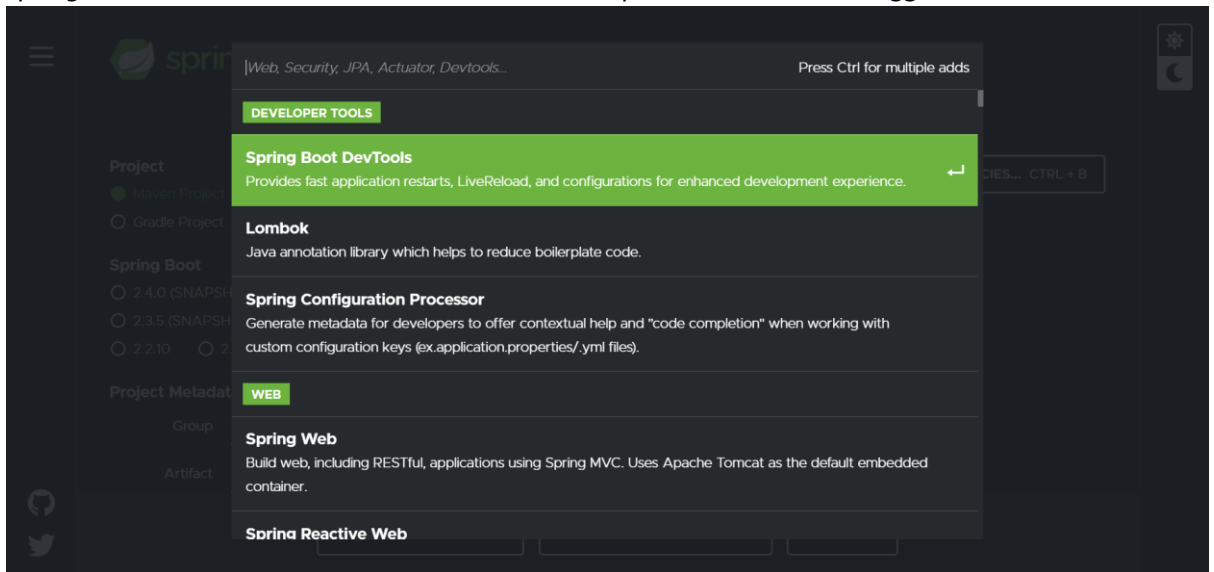 sprin
|Web, Security, JPA, Actuator, Devtools...
Press Ctrl for multiple adds
DEVELOPER TOOLS
Spring Boot DevTools
Provides fast application restarts, LiveReload, and configurations for enhanced development experience.
Lombok
Java annotation library which helps to reduce boilerplate code.
Spring Configuration Processor
Generate metadata for developers to offer contextual help and "code completion" when working with
custom configuration keys (ex.application.properties/.yml files).
WEB
Spring Web
Build web, including RESTful, applications using Spring MVC. Uses Apache Tomcat as the default embedded
container.
Spring Reactive Web
Project
Maven Project
Gradle Project
CIES... CTRL + B
Spring Boot
2.4.0 (SNAPSH
2.3.5 (SNAPSH
2.2.10 2.
Project Metadat
Group
Artifact